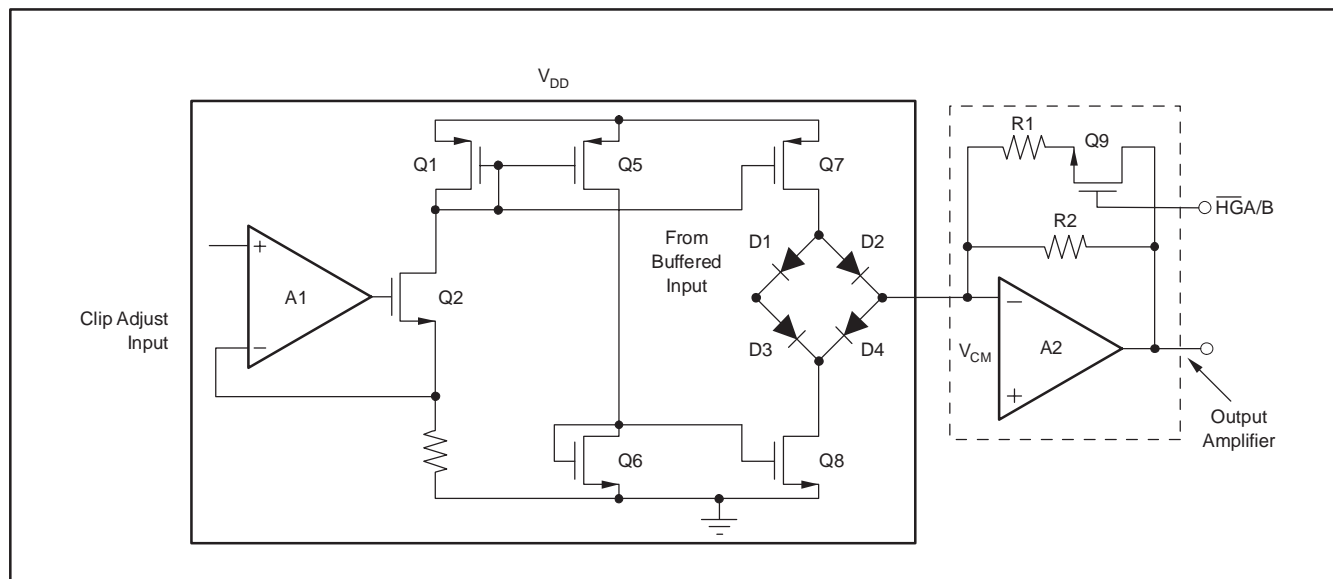 V_DD
R1
Q9
Q1
Q5
Q7
HGA/B
R2
From
Buffered
Input
D1
D2
+
A1
Q2
Clip Adjust
Input
−
D3
D4
−
V_CM
A2
+
Output
Amplifier
Q6
Q8